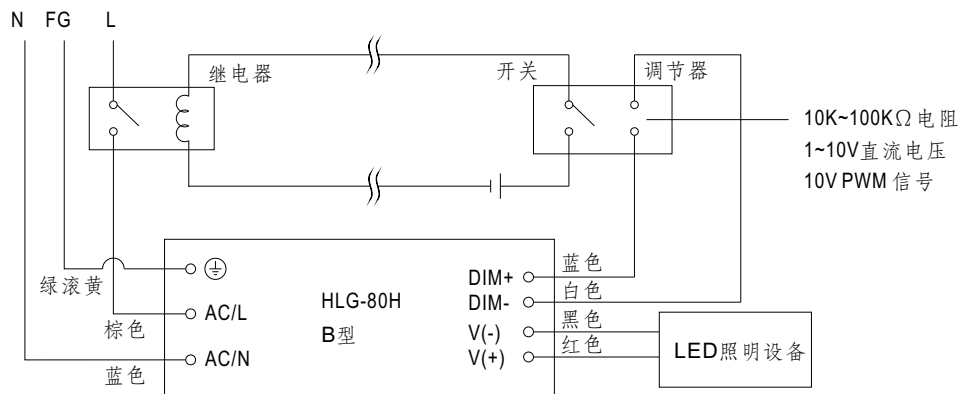 N FG L
继电器
开关
调节器
10K~100KΩ电阻
1~10V直流电压
10V PWM 信号
绿滚黄
棕色
蓝色
AC/L
AC/N
HLG-80H
B型
DIM+
DIM-
V(-)
V(+)
蓝色
白色
黑色
红色
LED照明设备